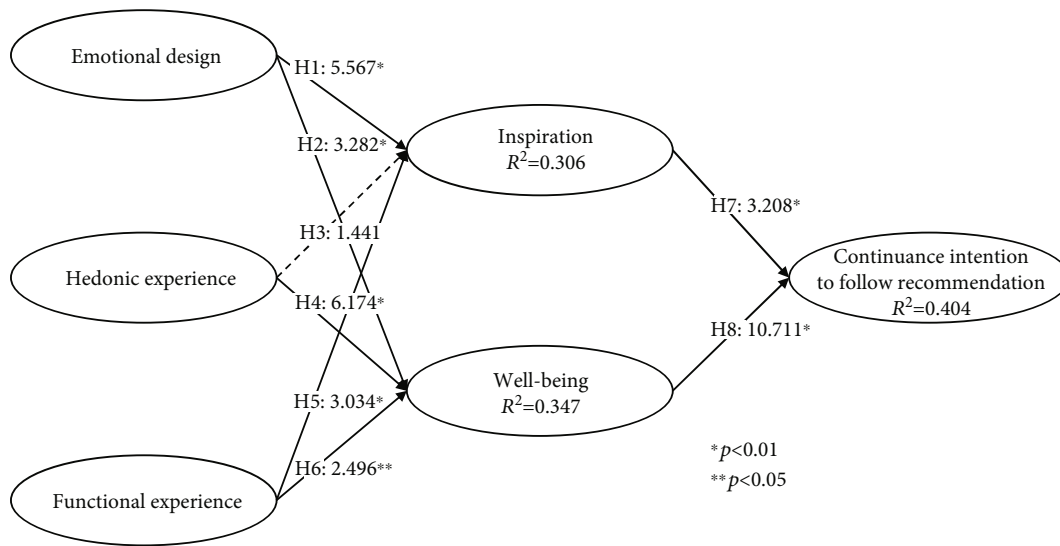 Emotional design
H1: 5.567*
H2: 3.282*
Inspiration
R²=0.306
H3: 1.441
H7: 3.208*
Hedonic experience
Continuance intention
to follow recommendation
R²=0.404
H4: 6.174*
H8: 10.711*
Well-being
R²=0.347
H5: 3.034*
H6: 2.496**
Functional experience
*p<0.01
**p<0.05